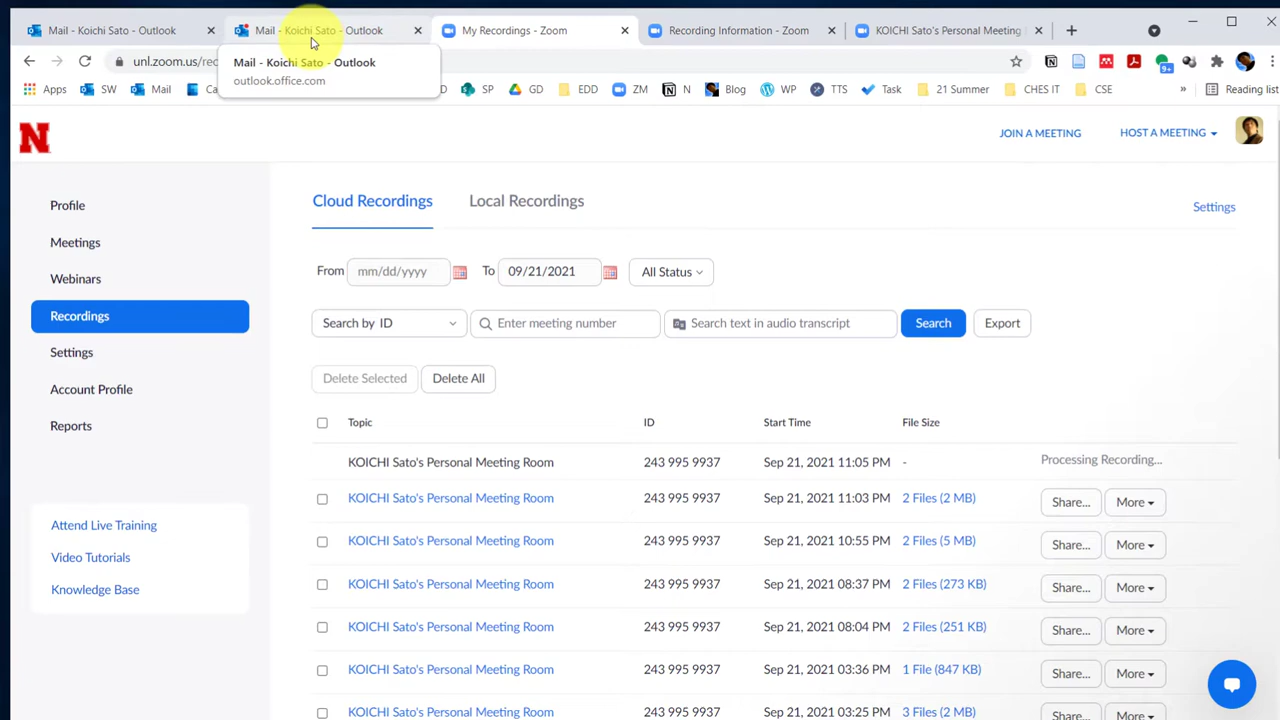 Mail - Koichi Sato - Outlook
Mail - Koichi Sato - Outlook
My Recordings - Zoom
Recording Information - Zoom
KOICHI Sato's Personal Meeting
unl.zoom.us/rec
9+
Mail - Koichi Sato - Outlook
outlook.office.com
Apps
SW
Mail
Ca
D
SP
GD
EDD
ZM
N
Blog
WP
TTS
Task
21 Summer
CHES IT
CSE
»
Reading list
N
JOIN A MEETING
HOST A MEETING
Profile
Meetings
Webinars
Recordings
Settings
Account Profile
Reports
Attend Live Training
Video Tutorials
Knowledge Base
Cloud Recordings
Local Recordings
Settings
From mm/dd/yyyy To 09/21/2021 All Status
Search by ID Enter meeting number Search text in audio transcript Search Export
Delete Selected Delete All
Topic ID Start Time File Size
KOICHI Sato's Personal Meeting Room 243 995 9937 Sep 21, 2021 11:05 PM - Processing Recording...
KOICHI Sato's Personal Meeting Room 243 995 9937 Sep 21, 2021 11:03 PM 2 Files (2 MB) Share... More
KOICHI Sato's Personal Meeting Room 243 995 9937 Sep 21, 2021 10:55 PM 2 Files (5 MB) Share... More
KOICHI Sato's Personal Meeting Room 243 995 9937 Sep 21, 2021 08:37 PM 2 Files (273 KB) Share... More
KOICHI Sato's Personal Meeting Room 243 995 9937 Sep 21, 2021 08:04 PM 2 Files (251 KB) Share... More
KOICHI Sato's Personal Meeting Room 243 995 9937 Sep 21, 2021 03:36 PM 1 File (847 KB) Share... More
KOICHI Sato's Personal Meeting Room 243 995 9937 Sep 21, 2021 03:25 PM 3 Files (2 MB) Share... More